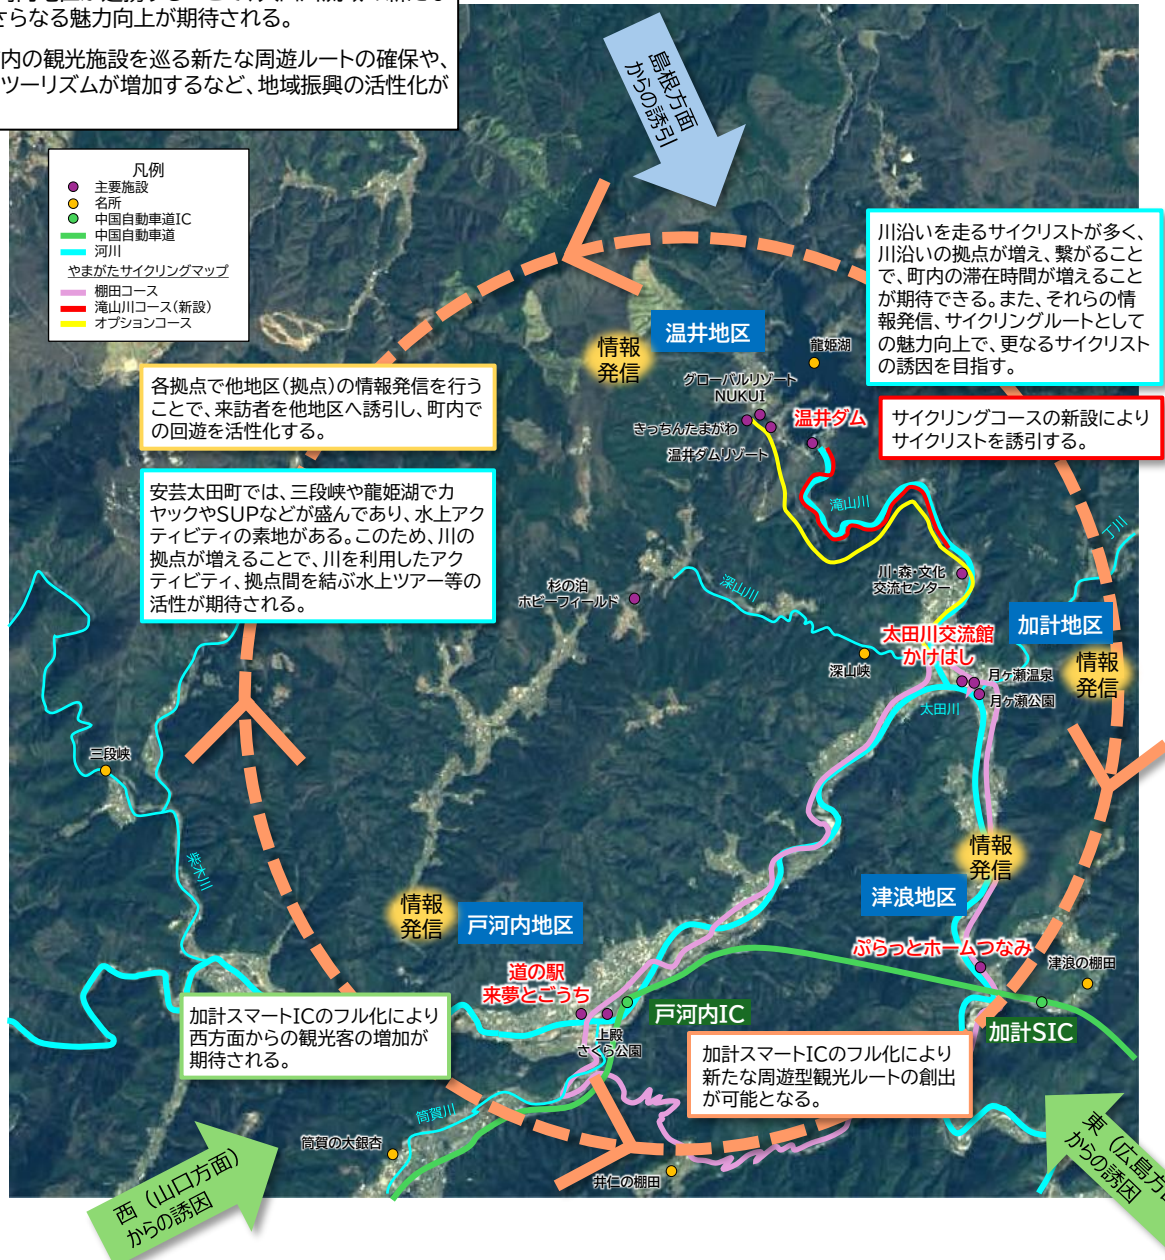 さらなる魅力向上が期待される。
内の観光施設を巡る新たな周遊ルートの確保や、
ツーリズムが増加するなど、地域振興の活性化が
島根方面
からの誘引
凡例
主要施設
名所
中国自動車道IC
中国自動車道
河川
やまがたサイクリングマップ
棚田コース
滝山川コース(新設)
オプションコース
川沿いを走るサイクリストが多く、
川沿いの拠点が増え、繋がること
で、町内の滞在時間が増えること
が期待できる。また、それらの情
報発信、サイクリングルートとして
の魅力向上で、更なるサイクリスト
の誘因を目指す。
サイクリングコースの新設により
サイクリストを誘引する。
各拠点で他地区(拠点)の情報発信を行う
ことで、来訪者を他地区へ誘引し、町内で
の回遊を活性化する。
安芸太田町では、三段峡や龍姫湖でカ
ヤックやSUPなどが盛んであり、水上アク
ティビティの素地がある。このため、川の
拠点が増えることで、川を利用したアク
ティビティ、拠点間を結ぶ水上ツアー等の
活性が期待される。
情報
発信
温井地区
龍姫湖
グローバルリゾート
NUKUI
きっちんたまがわ
温井ダムリゾート
温井ダム
滝山川
丁川
深山川
杉の泊
ホビーフィールド
川・森・文化
交流センター
太田川交流館
かけはし
加計地区
情報
発信
深山峡
月ヶ瀬温泉
月ヶ瀬公園
太田川
三段峡
柴木川
情報
発信
戸河内地区
情報
発信
津浪地区
ぷらっとホームつなみ
津浪の棚田
道の駅
来夢とごうち
戸河内IC
上殿
さくら公園
加計SIC
加計スマートICのフル化により
西方面からの観光客の増加が
期待される。
加計スマートICのフル化により
新たな周遊型観光ルートの創出
が可能となる。
筒賀川
筒賀の大銀杏
井仁の棚田
西(山口方面)
からの誘因
東(広島方面
からの誘因